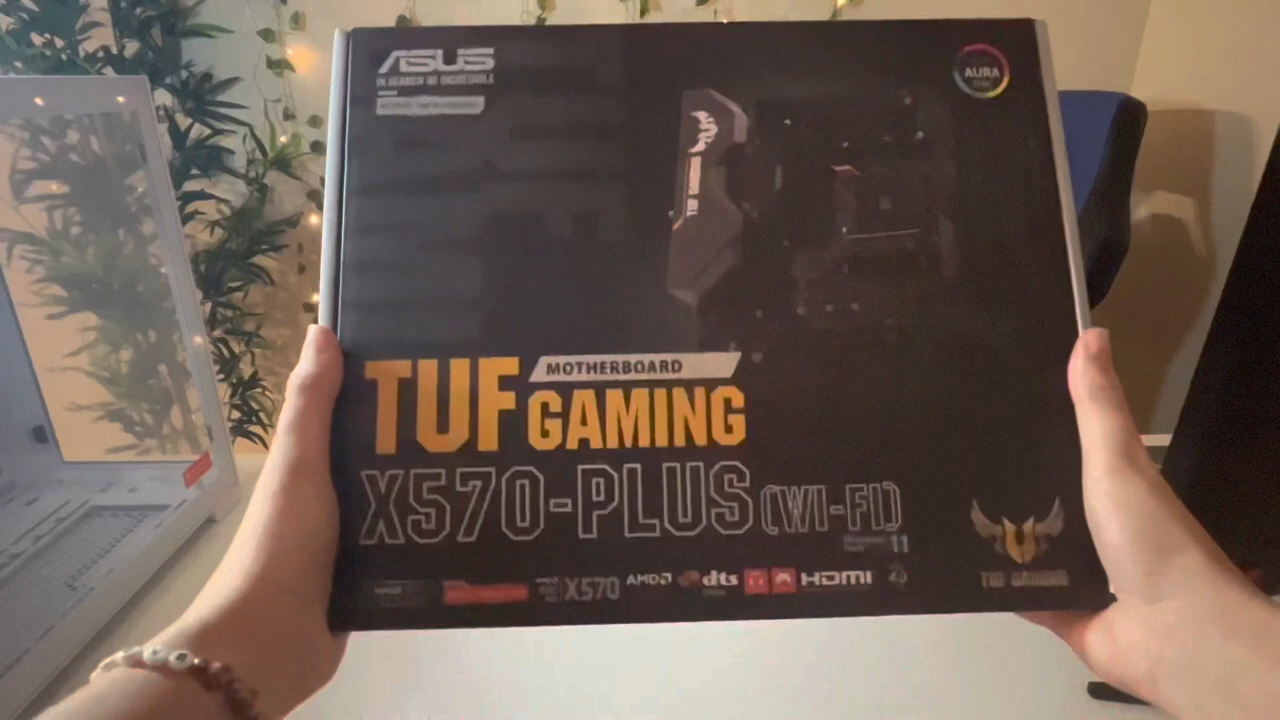 ASUS
IN SEARCH OF INCREDIBLE
AURA
MOTHERBOARD
TUF GAMING
X570-PLUS (WI-FI)
11
X570 AMD dts HDMI
TUF GAMING